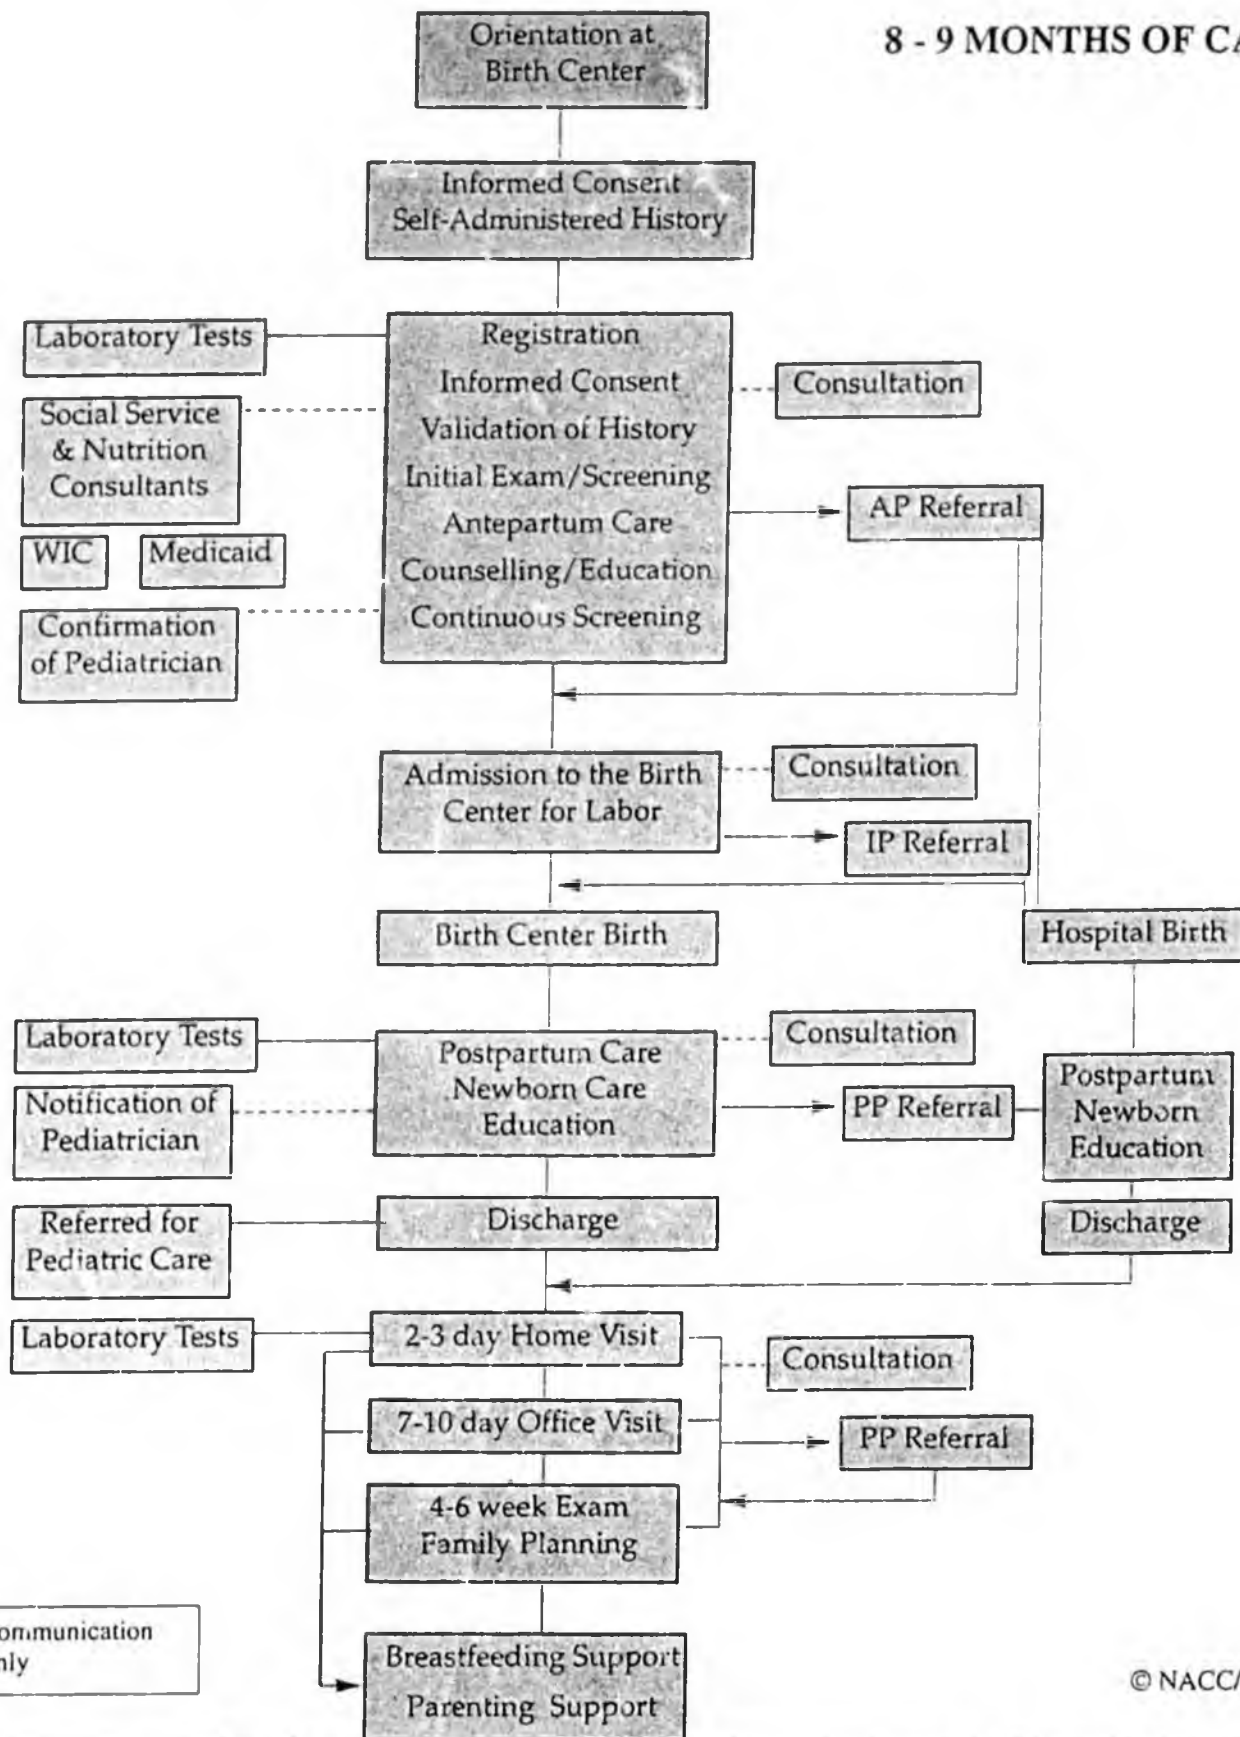 Orientation at
Birth Center
8 - 9 MONTHS OF CA
Informed Consent
Self-Administered History
Laboratory Tests
Social Service
& Nutrition
Consultants
WIC
Medicaid
Confirmation
of Pediatrician
Registration
Informed Consent
Validation of History
Initial Exam/Screening
Antepartum Care
Counselling/Education
Continuous Screening
Consultation
AP Referral
Admission to the Birth
Center for Labor
Consultation
IP Referral
Birth Center Birth
Hospital Birth
Laboratory Tests
Notification of
Pediatrician
Postpartum Care
Newborn Care
Education
Consultation
PP Referral
Postpartum
Newborn
Education
Referred for
Pediatric Care
Discharge
Discharge
Laboratory Tests
2-3 day Home Visit
Consultation
7-10 day Office Visit
PP Referral
4-6 week Exam
Family Planning
ommunication
nly
Breastfeeding Support
Parenting Support
© NACC/